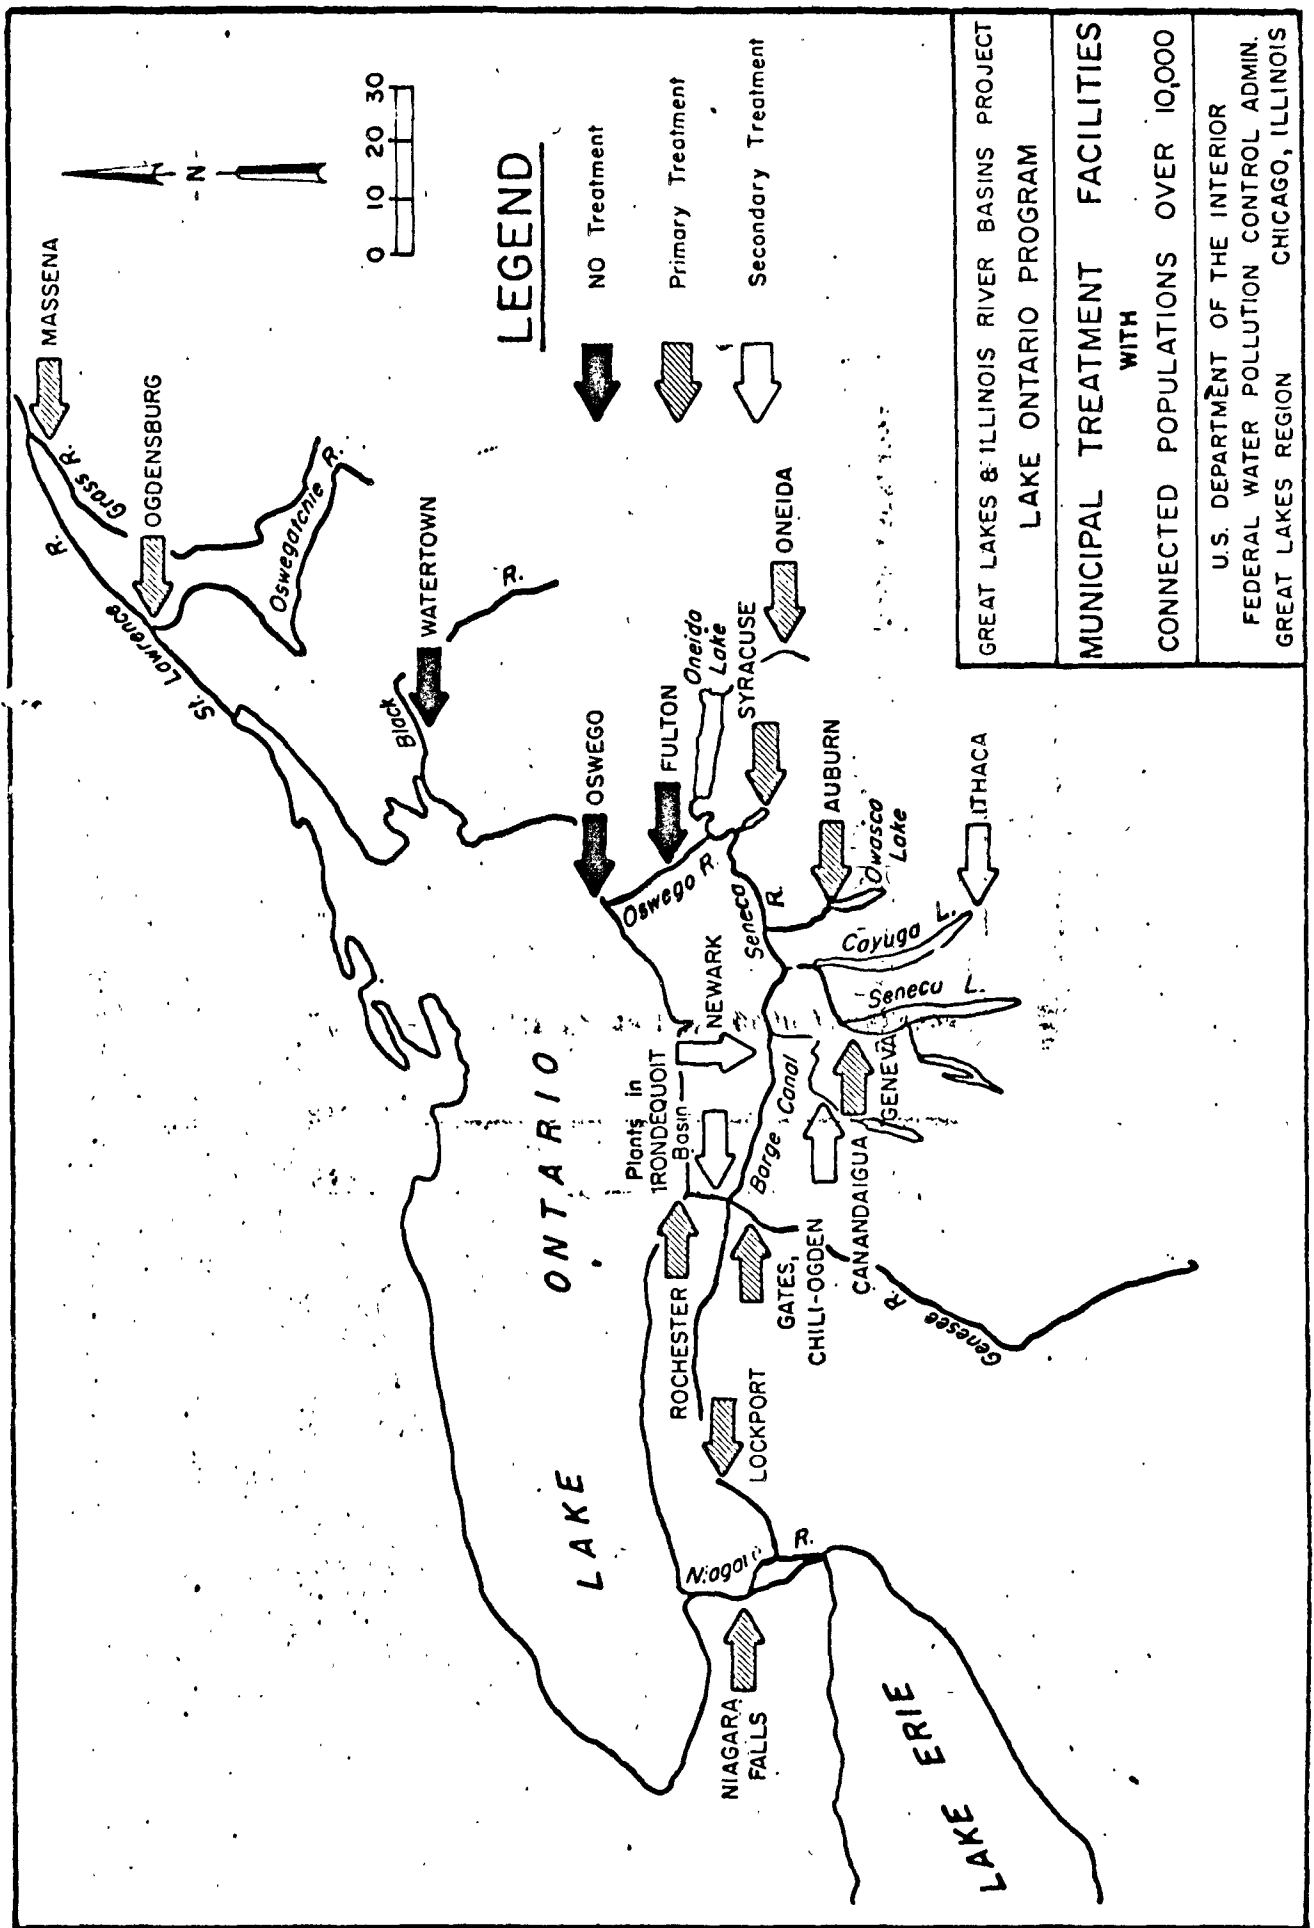 MASSENA
Grass R.
OGDENSBURG
St. Lawrence R.
Oswegatchie R.
WATERTOWN
Black R.
- N -
0 10 20 30
LEGEND
NO Treatment
Primary Treatment
Secondary Treatment
OSWEGO
FULTON
Oneida
Lake
SYRACUSE
ONEIDA
Oswego R.
Seneca R.
AUBURN
Owasco
Lake
ITHACA
Cayuga L.
Seneca L.
NEWARK
GENEVA
Plants in
IRONDEQUOIT
Basin
Barge Canal
CANANDAIGUA
LAKE ONTARIO
ROCHESTER
GATES,
CHILI-OGDEN
Genesee R.
LOCKPORT
Niagara R.
NIAGARA
FALLS
LAKE ERIE
GREAT LAKES & ILLINOIS RIVER BASINS PROJECT
LAKE ONTARIO PROGRAM
MUNICIPAL TREATMENT FACILITIES
WITH
CONNECTED POPULATIONS OVER 10,000
U.S. DEPARTMENT OF THE INTERIOR
FEDERAL WATER POLLUTION CONTROL ADMIN.
GREAT LAKES REGION CHICAGO, ILLINOIS